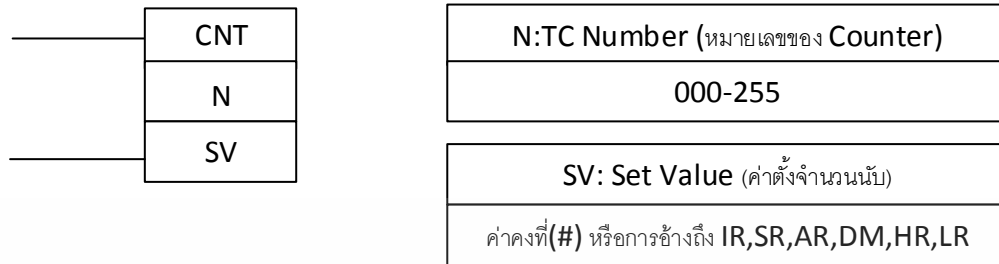 CNT
N
SV
N:TC Number (หมายเลขของ Counter)
000-255
SV: Set Value (ค่าตั้งจำนวนนับ)
ค่าคงที่(#) หรือการอ้างถึง IR,SR,AR,DM,HR,LR